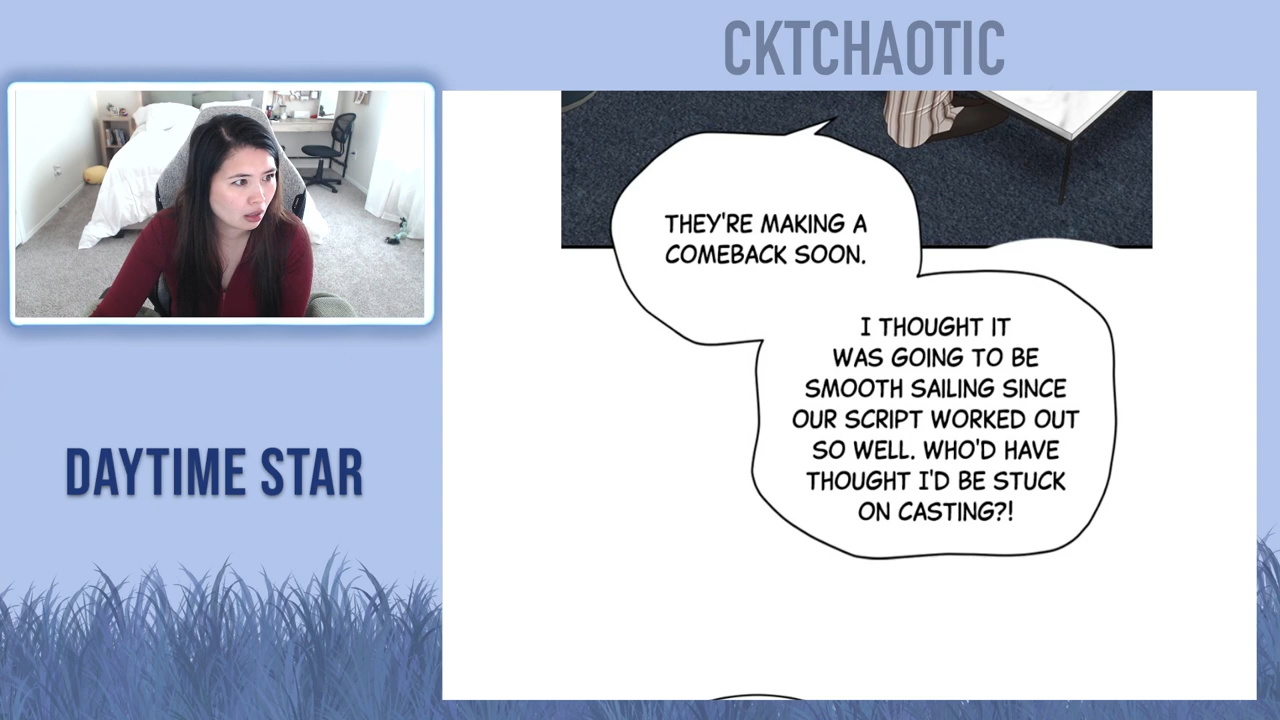 CKTCHAOTIC
DAYTIME STAR
THEY'RE MAKING A
COMEBACK SOON.
I THOUGHT IT
WAS GOING TO BE
SMOOTH SAILING SINCE
OUR SCRIPT WORKED OUT
SO WELL. WHO'D HAVE
THOUGHT I'D BE STUCK
ON CASTING?!